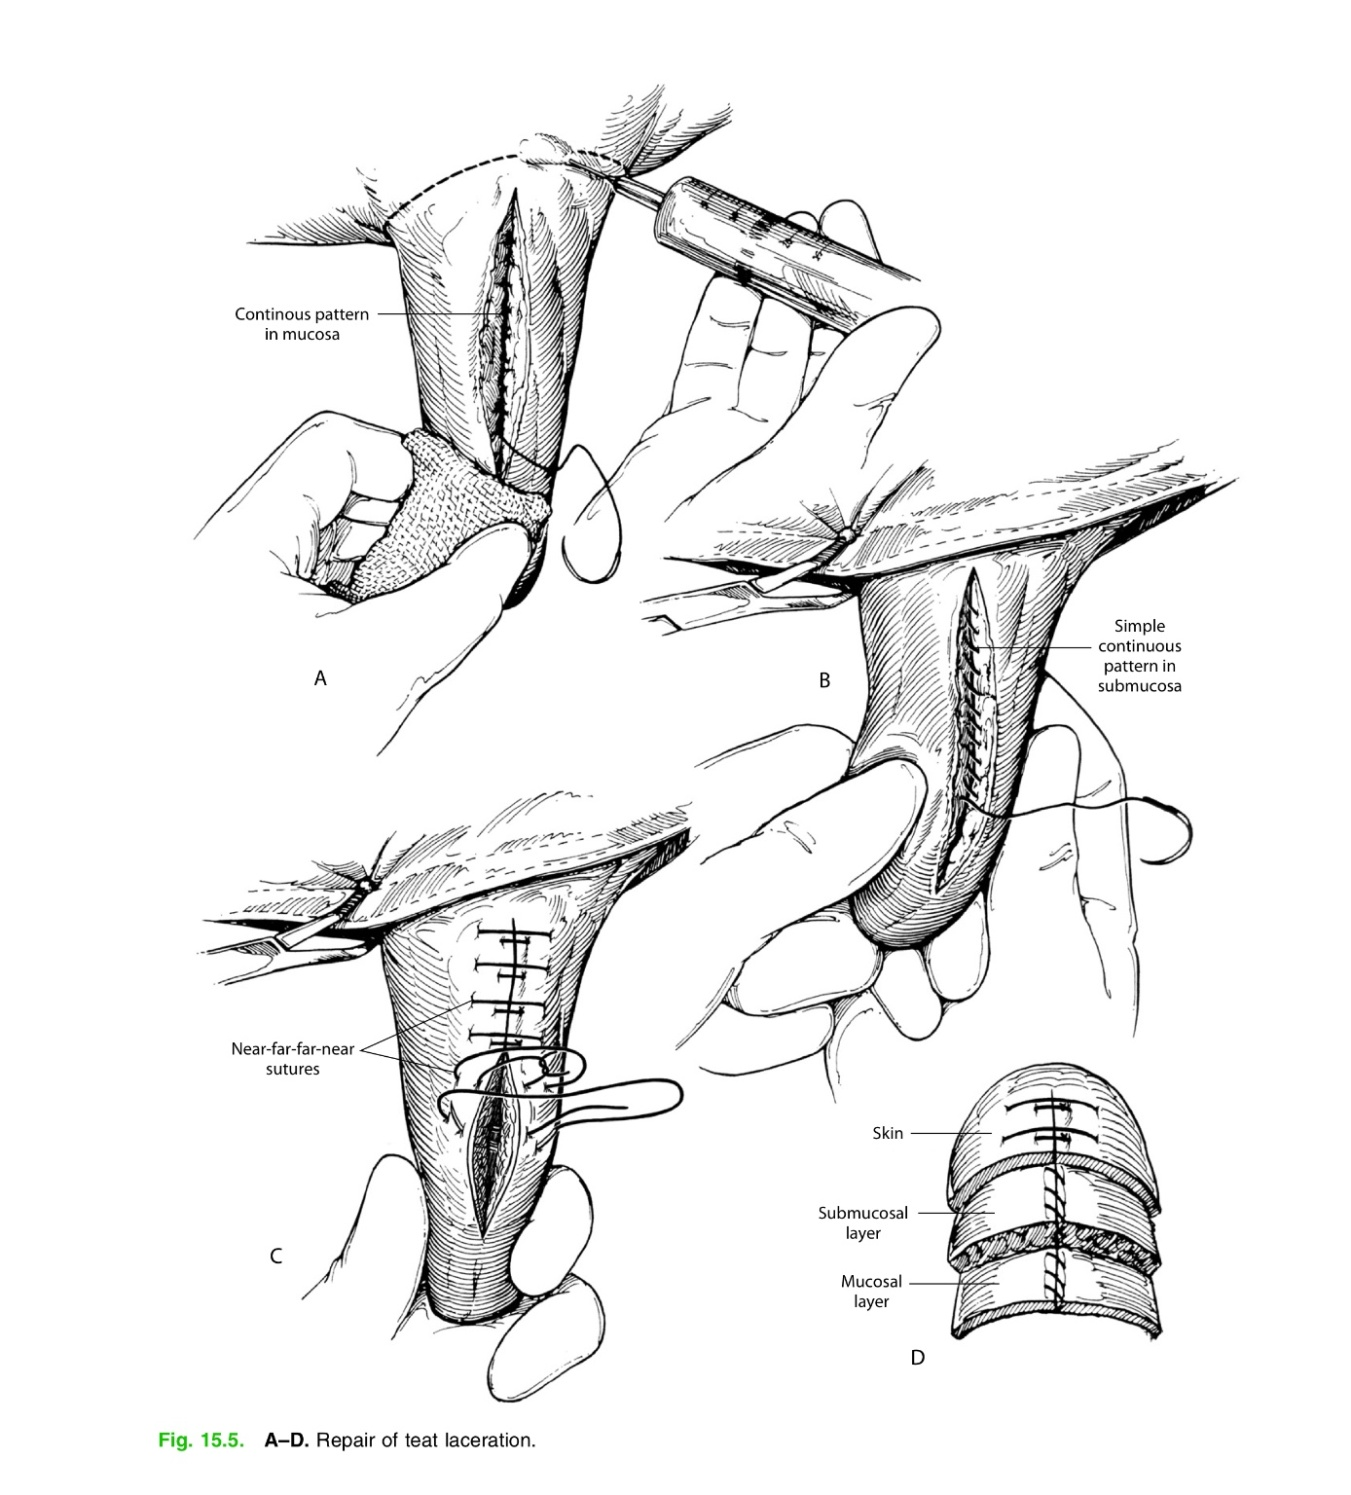 Continous pattern
in mucosa
A
B
Simple
continuous
pattern in
submucosa
Near-far-far-near
sutures
C
Skin
Submucosal
layer
Mucosal
layer
D
Fig. 15.5. A–D. Repair of teat laceration.